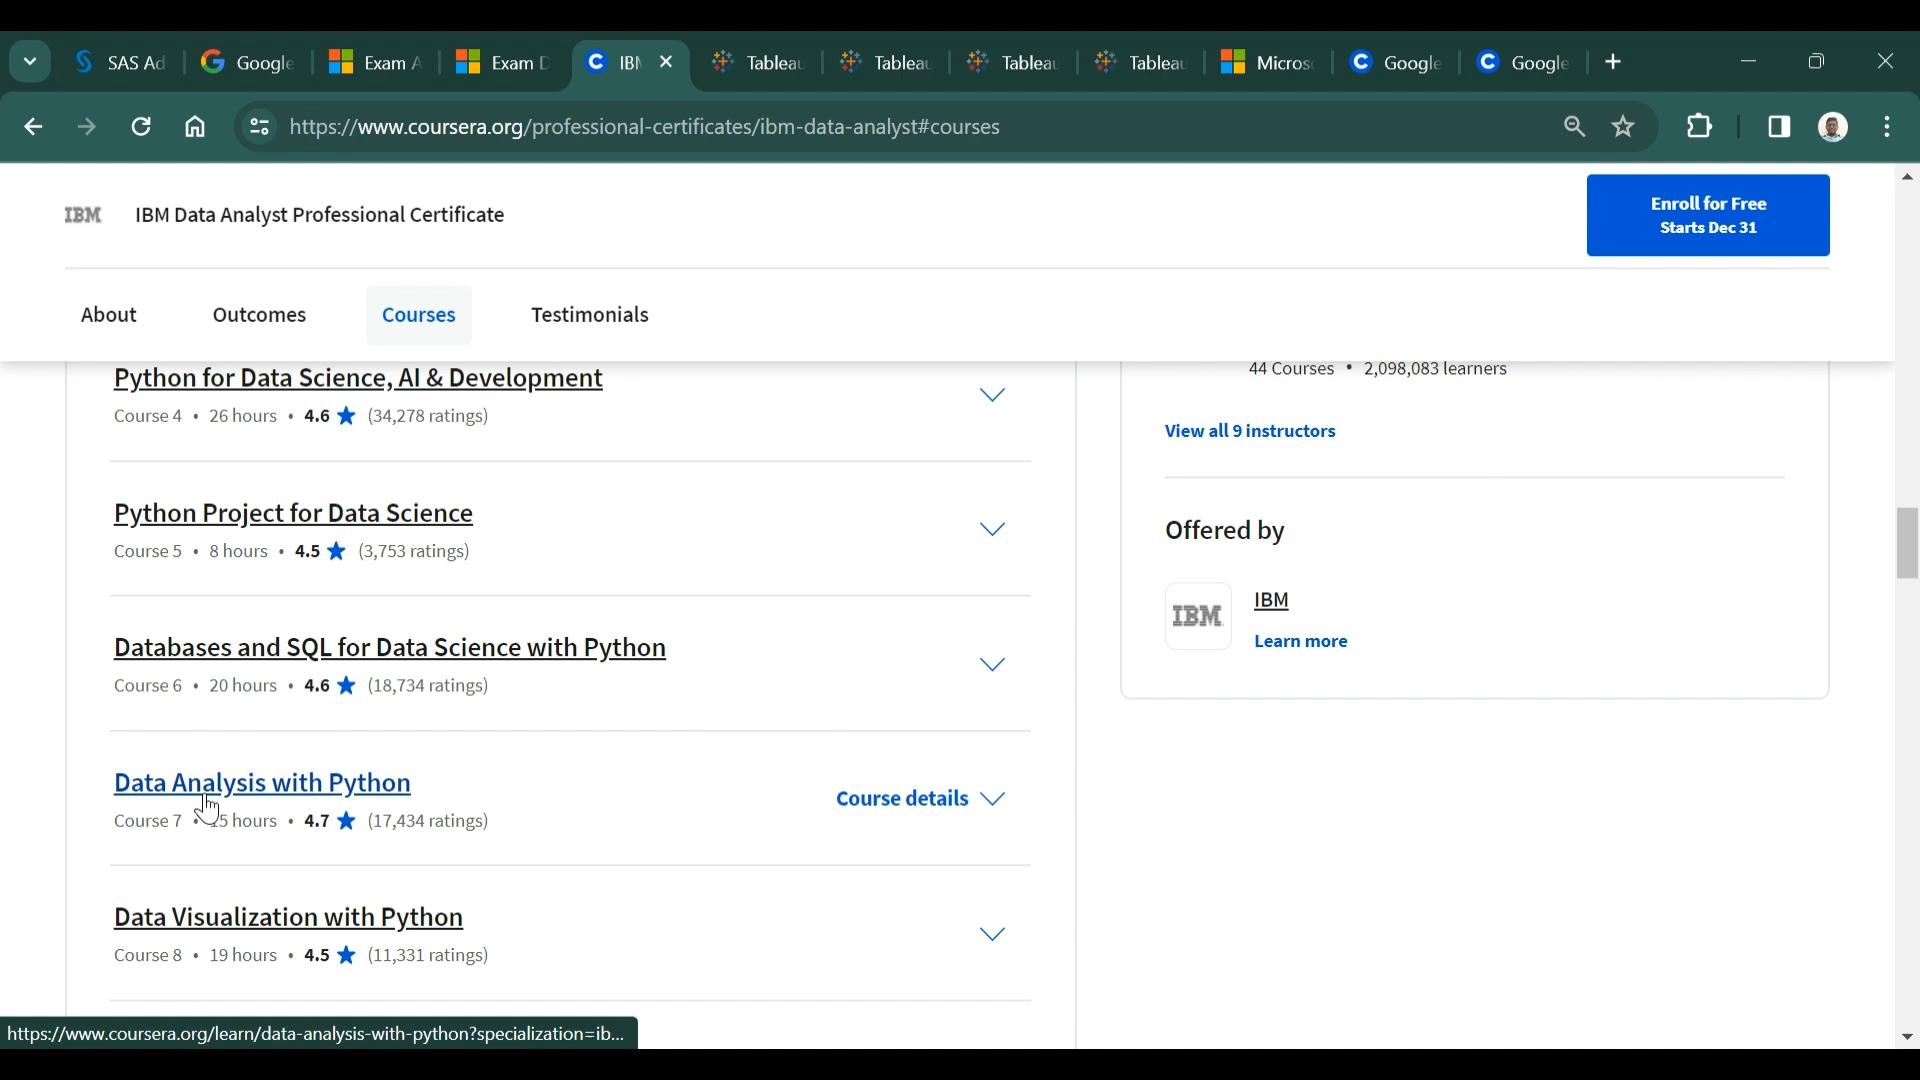 SAS Ad
Google
Exam A
Exam D
IBM
Tableau
Tableau
Tableau
Tableau
Micros
Google
Google
https://www.coursera.org/professional-certificates/ibm-data-analyst#courses
IBM
IBM Data Analyst Professional Certificate
Enroll for Free
Starts Dec 31
About
Outcomes
Courses
Testimonials
Python for Data Science, AI & Development
Course 4 • 26 hours • 4.6 ★ (34,278 ratings)
Python Project for Data Science
Course 5 • 8 hours • 4.5 ★ (3,753 ratings)
Databases and SQL for Data Science with Python
Course 6 • 20 hours • 4.6 ★ (18,734 ratings)
Data Analysis with Python
Course 7 • 15 hours • 4.7 ★ (17,434 ratings)
Course details
Data Visualization with Python
Course 8 • 19 hours • 4.5 ★ (11,331 ratings)
44 Courses • 2,098,083 learners
View all 9 instructors
Offered by
IBM
IBM
Learn more
https://www.coursera.org/learn/data-analysis-with-python?specialization=ib...